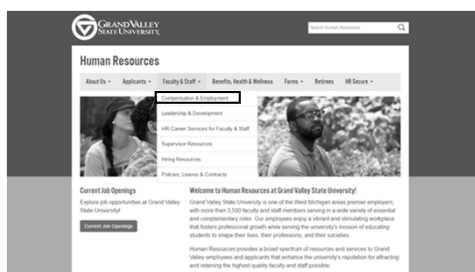 GRAND VALLEY
STATE UNIVERSITY
Search Human Resources
Human Resources
About Us Applicants Faculty & Staff Benefits, Health & Wellness Forms Retirees HR Secure
Compensation & Employment
Leadership & Development
HR Career Services for Faculty & Staff
Supervisor Resources
Hiring Resources
Policies, Leaves & Contracts
Current Job Openings
Explore job opportunities at Grand Valley
State University!
Current Job Openings
Welcome to Human Resources at Grand Valley State University!
Grand Valley State University is one of the West Michigan areas premier employers,
with more than 3,500 faculty and staff members serving in a wide variety of essential
and complementary roles. Our employees enjoy a vibrant and stimulating workplace
that fosters professional growth while serving the university's mission of educating
students to shape their lives, their professions, and their societies.
Human Resources provides a broad spectrum of resources and services to Grand
Valley employees and applicants that enhance the university's reputation for attracting
and retaining the highest quality faculty and staff possible.